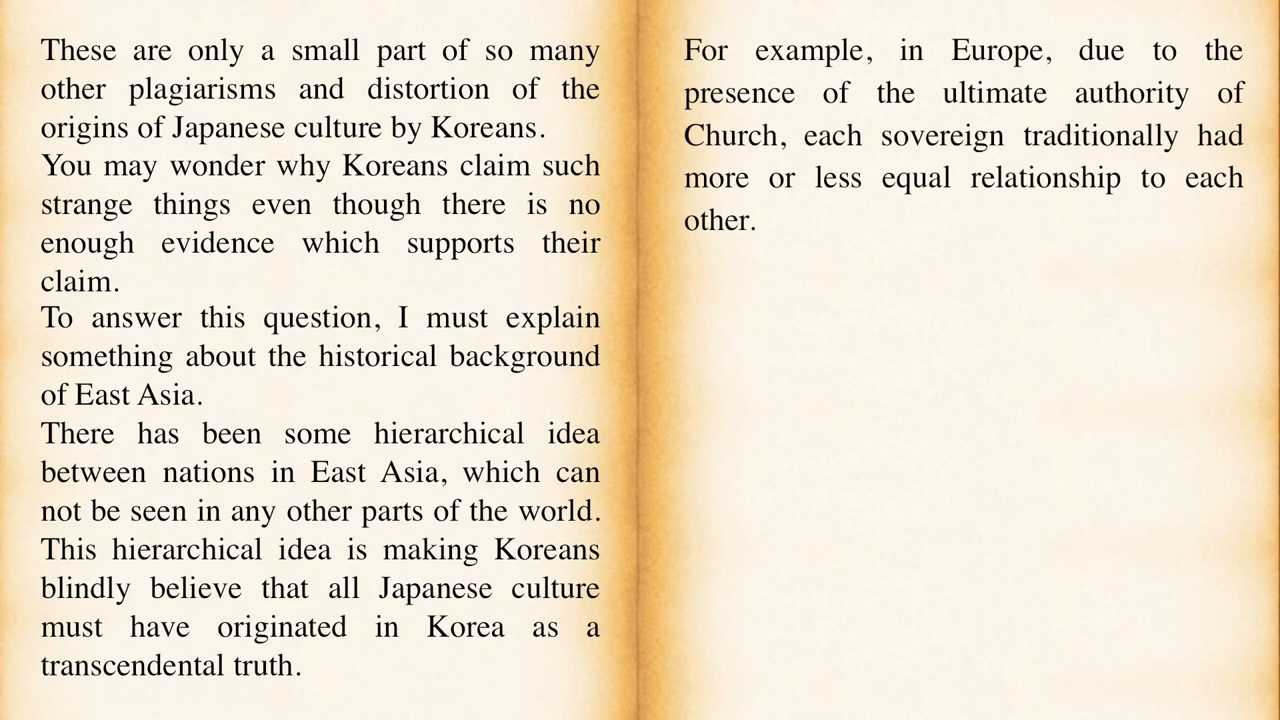 These are only a small part of so many
other plagiarisms and distortion of the
origins of Japanese culture by Koreans.
You may wonder why Koreans claim such
strange things even though there is no
enough evidence which supports their
claim.
To answer this question, I must explain
something about the historical background
of East Asia.
There has been some hierarchical idea
between nations in East Asia, which can
not be seen in any other parts of the world.
This hierarchical idea is making Koreans
blindly believe that all Japanese culture
must have originated in Korea as a
transcendental truth.
For example, in Europe, due to the
presence of the ultimate authority of
Church, each sovereign traditionally had
more or less equal relationship to each
other.